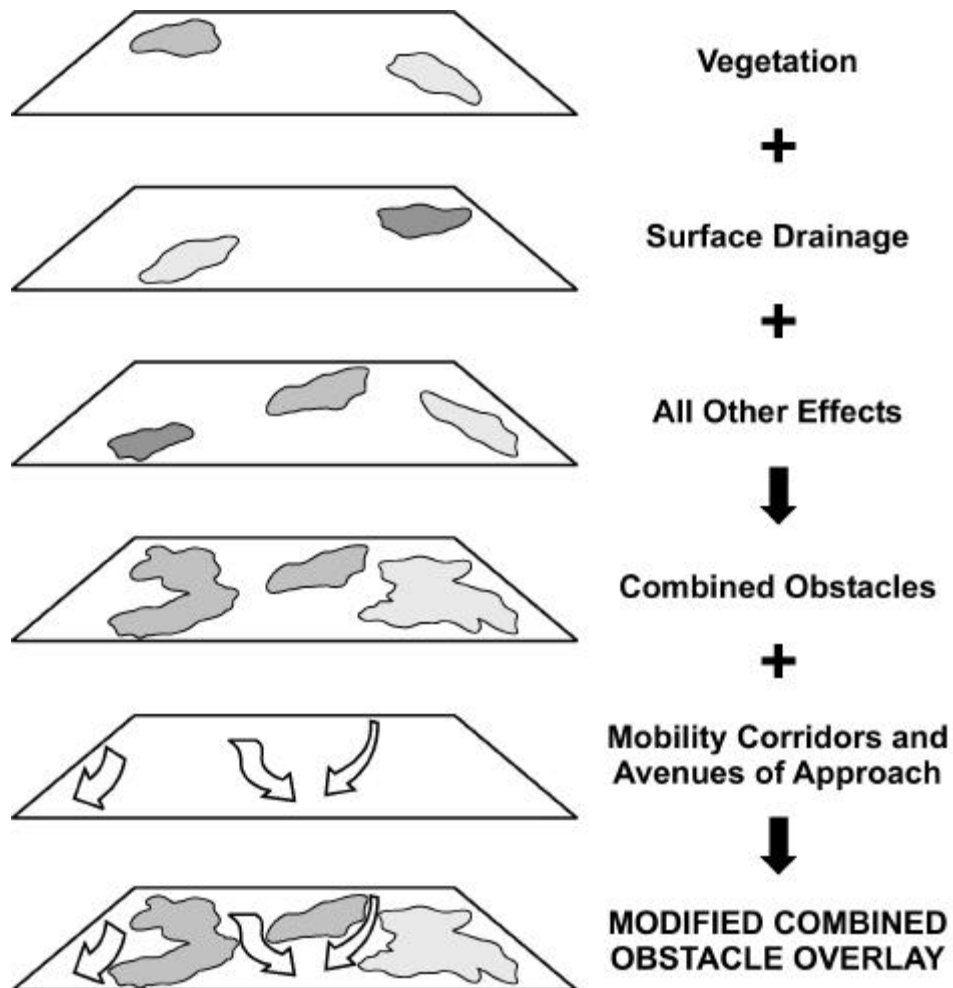 Vegetation
+
Surface Drainage
+
All Other Effects
Combined Obstacles
+
Mobility Corridors and
Avenues of Approach
MODIFIED COMBINED
OBSTACLE OVERLAY